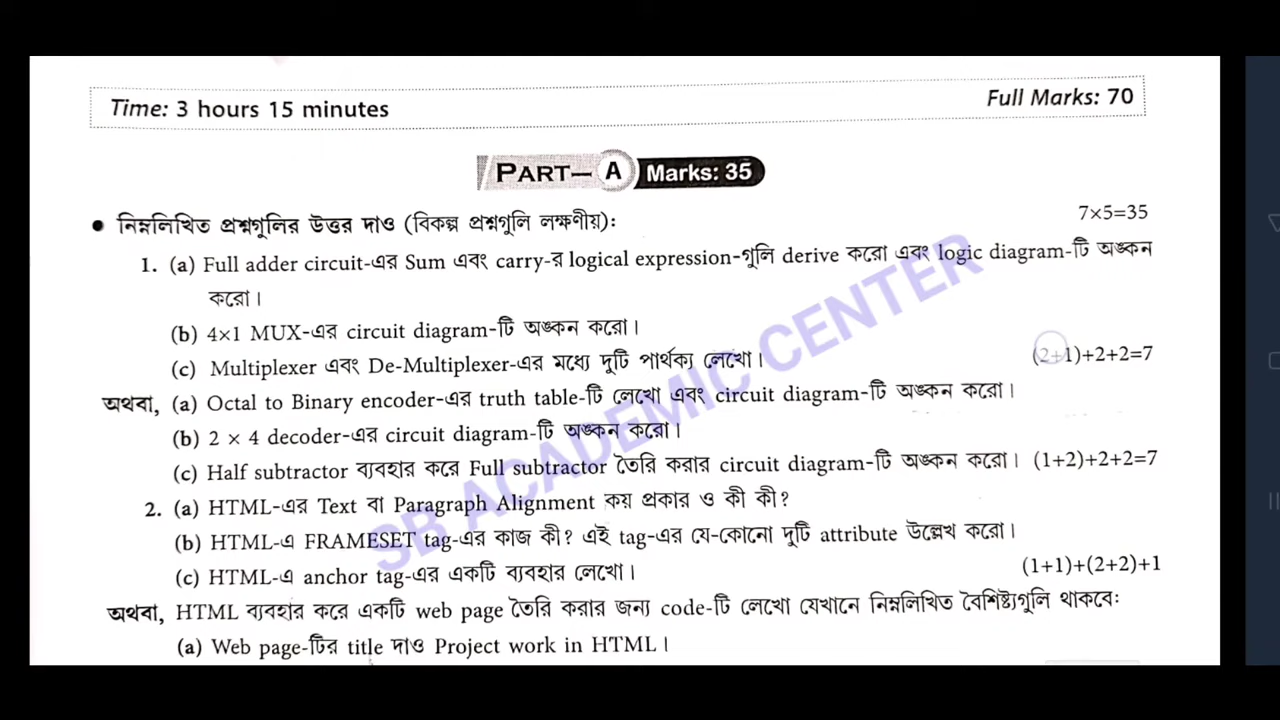 Time: 3 hours 15 minutes
Full Marks: 70
PART— A Marks: 35
● নিম্নলিখিত প্রশ্নগুলির উত্তর দাও (বিকল্প প্রশ্নগুলি লক্ষণীয়): 7×5=35
1. (a) Full adder circuit-এর Sum এবং carry-র logical expression-গুলি derive করো এবং logic diagram-টি অঙ্কন
করো।
(b) 4×1 MUX-এর circuit diagram-টি অঙ্কন করো।
(c) Multiplexer এবং De-Multiplexer-এর মধ্যে দুটি পার্থক্য লেখো। (2+1)+2+2=7
অথবা, (a) Octal to Binary encoder-এর truth table-টি লেখো এবং circuit diagram-টি অঙ্কন করো।
(b) 2 × 4 decoder-এর circuit diagram-টি অঙ্কন করো।
(c) Half subtractor ব্যবহার করে Full subtractor তৈরি করার circuit diagram-টি অঙ্কন করো। (1+2)+2+2=7
2. (a) HTML-এর Text বা Paragraph Alignment কয় প্রকার ও কী কী?
(b) HTML-এ FRAMESET tag-এর কাজ কী? এই tag-এর যে-কোনো দুটি attribute উল্লেখ করো।
(c) HTML-এ anchor tag-এর একটি ব্যবহার লেখো। (1+1)+(2+2)+1
অথবা, HTML ব্যবহার করে একটি web page তৈরি করার জন্য code-টি লেখো যেখানে নিম্নলিখিত বৈশিষ্ট্যগুলি থাকবে:
(a) Web page-টির title দাও Project work in HTML।
SB ACADEMIC CENTER